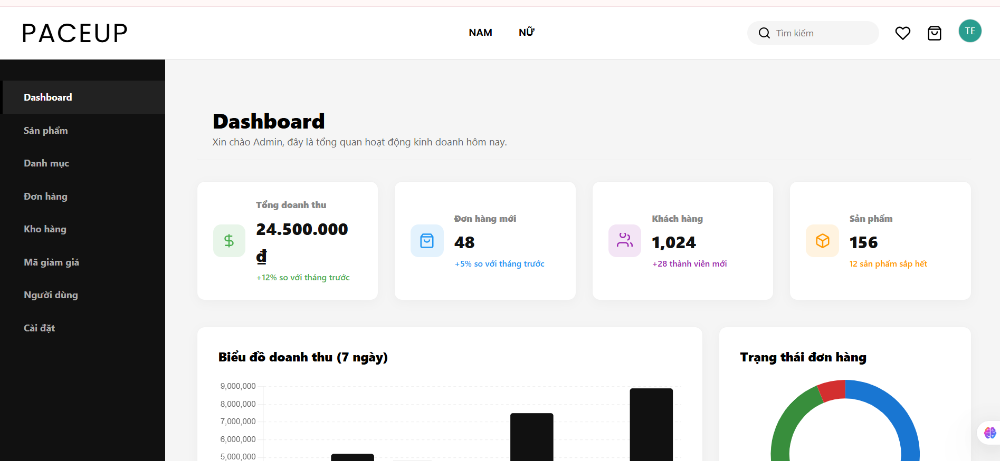 PACEUP
NAM
NỮ
Tìm kiếm
TE
Dashboard
Sản phẩm
Danh mục
Đơn hàng
Kho hàng
Mã giảm giá
Người dùng
Cài đặt
Dashboard
Xin chào Admin, đây là tổng quan hoạt động kinh doanh hôm nay.
Tổng doanh thu
24.500.000
₫
+12% so với tháng trước
Đơn hàng mới
48
+5% so với tháng trước
Khách hàng
1,024
+28 thành viên mới
Sản phẩm
156
12 sản phẩm sắp hết
Biểu đồ doanh thu (7 ngày)
9,000,000
8,000,000
7,000,000
6,000,000
5,000,000
Trạng thái đơn hàng